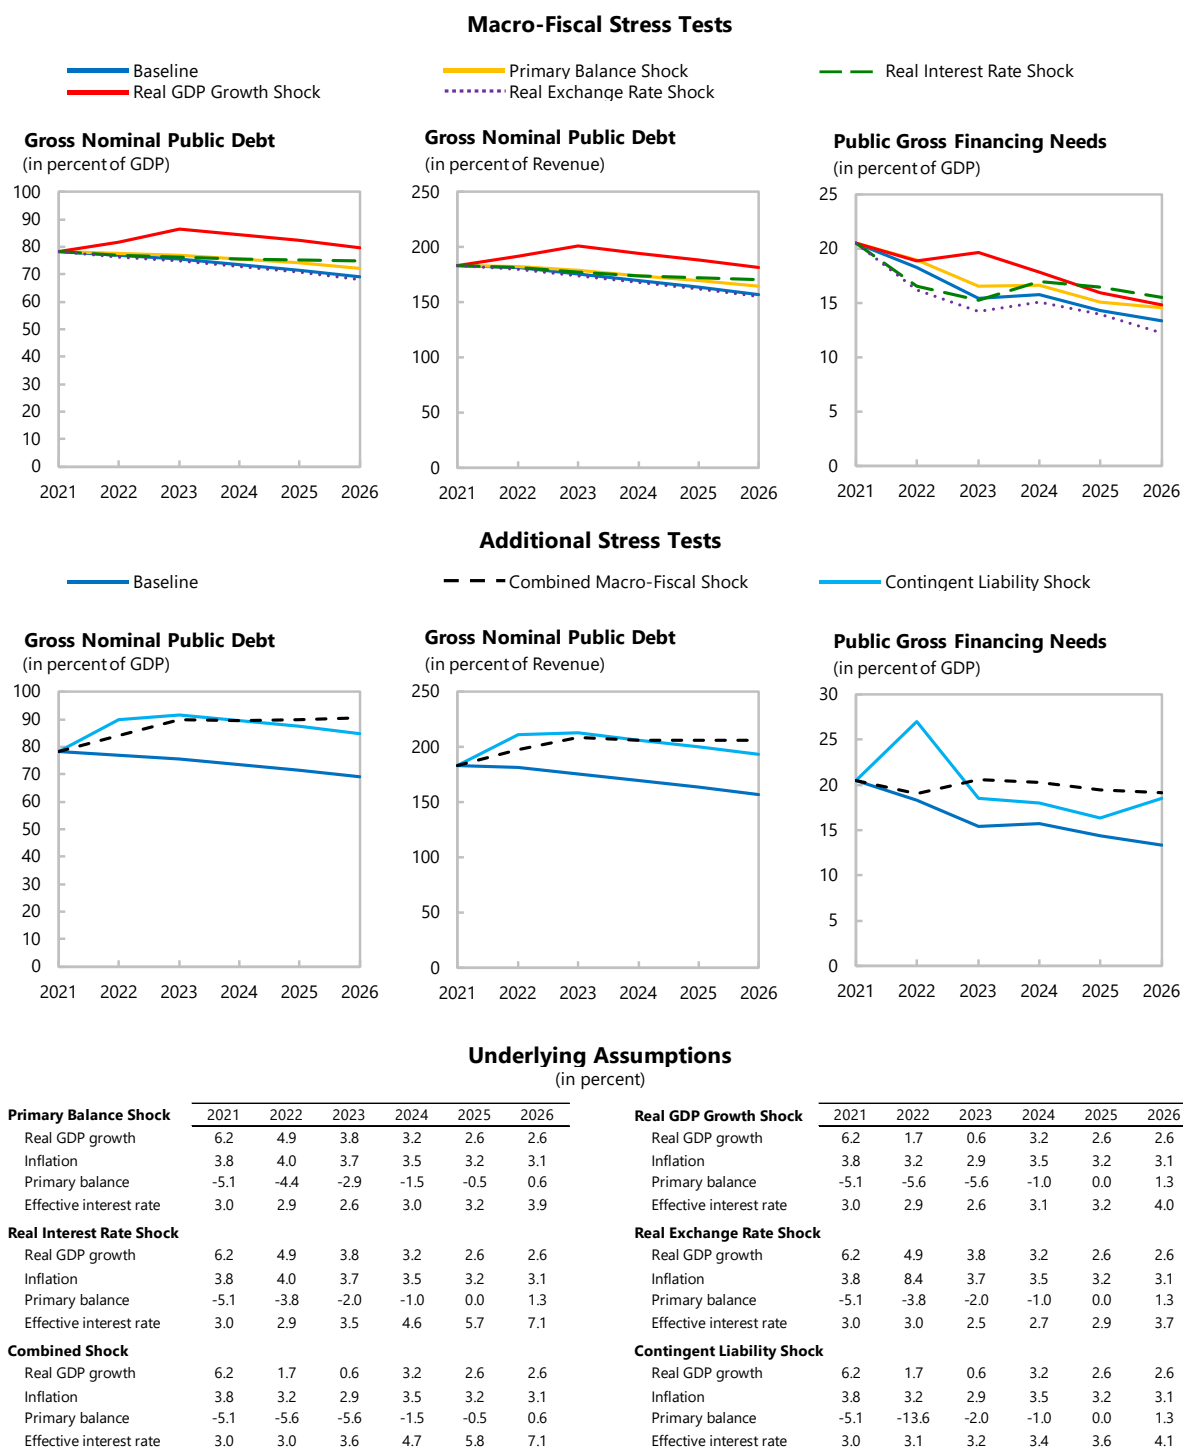 Macro-Fiscal Stress Tests
Baseline
Primary Balance Shock
Real Interest Rate Shock
Real GDP Growth Shock
Real Exchange Rate Shock
Gross Nominal Public Debt
(in percent of GDP)
100
90
80
70
60
50
40
30
20
10
0
2021 2022 2023 2024 2025 2026
Gross Nominal Public Debt
(in percent of Revenue)
250
200
150
100
50
0
2021 2022 2023 2024 2025 2026
Public Gross Financing Needs
(in percent of GDP)
25
20
15
10
5
0
2021 2022 2023 2024 2025 2026
Additional Stress Tests
Baseline
Combined Macro-Fiscal Shock
Contingent Liability Shock
Gross Nominal Public Debt
(in percent of GDP)
100
90
80
70
60
50
40
30
20
10
0
2021 2022 2023 2024 2025 2026
Gross Nominal Public Debt
(in percent of Revenue)
250
200
150
100
50
0
2021 2022 2023 2024 2025 2026
Public Gross Financing Needs
(in percent of GDP)
30
25
20
15
10
5
0
2021 2022 2023 2024 2025 2026
Underlying Assumptions
(in percent)
Primary Balance Shock 2021 2022 2023 2024 2025 2026
Real GDP growth 6.2 4.9 3.8 3.2 2.6 2.6
Inflation 3.8 4.0 3.7 3.5 3.2 3.1
Primary balance -5.1 -4.4 -2.9 -1.5 -0.5 0.6
Effective interest rate 3.0 2.9 2.6 3.0 3.2 3.9
Real Interest Rate Shock
Real GDP growth 6.2 4.9 3.8 3.2 2.6 2.6
Inflation 3.8 4.0 3.7 3.5 3.2 3.1
Primary balance -5.1 -3.8 -2.0 -1.0 0.0 1.3
Effective interest rate 3.0 2.9 3.5 4.6 5.7 7.1
Combined Shock
Real GDP growth 6.2 1.7 0.6 3.2 2.6 2.6
Inflation 3.8 3.2 2.9 3.5 3.2 3.1
Primary balance -5.1 -5.6 -5.6 -1.5 -0.5 0.6
Effective interest rate 3.0 3.0 3.6 4.7 5.8 7.1
Real GDP Growth Shock 2021 2022 2023 2024 2025 2026
Real GDP growth 6.2 1.7 0.6 3.2 2.6 2.6
Inflation 3.8 3.2 2.9 3.5 3.2 3.1
Primary balance -5.1 -5.6 -5.6 -1.0 0.0 1.3
Effective interest rate 3.0 2.9 2.6 3.1 3.2 4.0
Real Exchange Rate Shock
Real GDP growth 6.2 4.9 3.8 3.2 2.6 2.6
Inflation 3.8 8.4 3.7 3.5 3.2 3.1
Primary balance -5.1 -3.8 -2.0 -1.0 0.0 1.3
Effective interest rate 3.0 3.0 2.5 2.7 2.9 3.7
Contingent Liability Shock
Real GDP growth 6.2 1.7 0.6 3.2 2.6 2.6
Inflation 3.8 3.2 2.9 3.5 3.2 3.1
Primary balance -5.1 -13.6 -2.0 -1.0 0.0 1.3
Effective interest rate 3.0 3.1 3.2 3.4 3.6 4.1